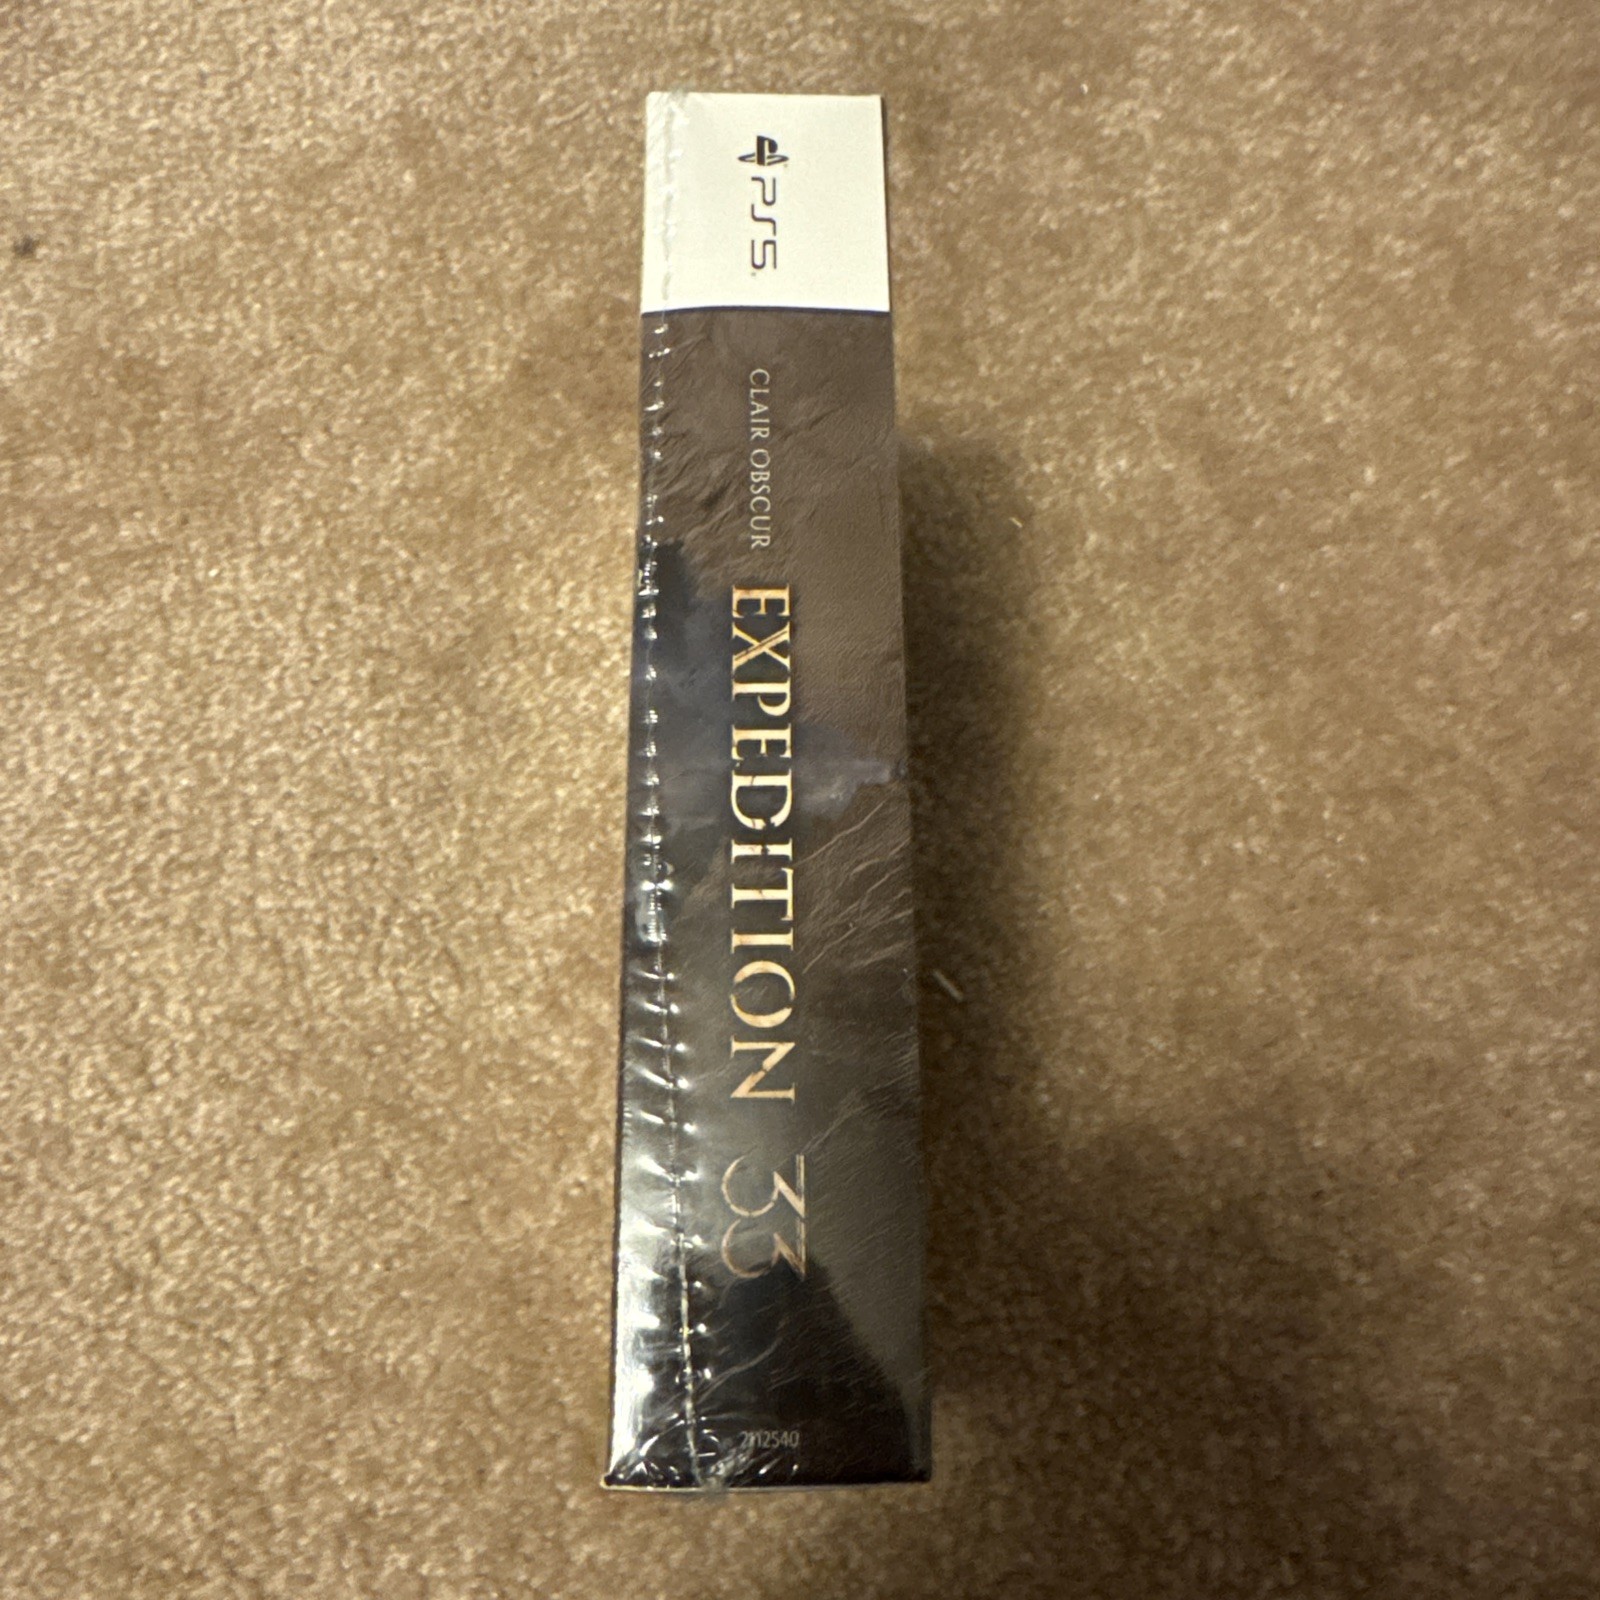 PS5
CLAIR OBSCUR
EXPEDITION 33
2112540